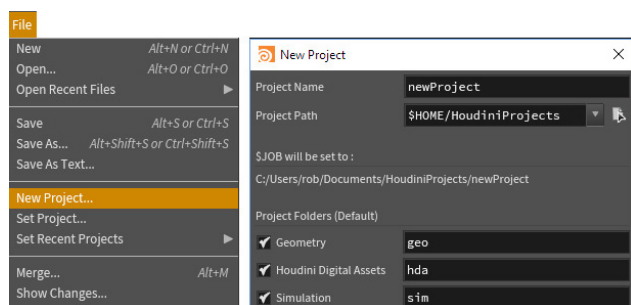 File
New Alt+N or Ctrl+N
Open... Alt+O or Ctrl+O
Open Recent Files
Save Alt+S or Ctrl+S
Save As... Alt+Shift+S or Ctrl+Shift+S
Save As Text...
New Project...
Set Project...
Set Recent Projects
Merge... Alt+M
Show Changes...
New Project
Project Name newProject
Project Path $HOME/HoudiniProjects
$JOB will be set to :
C:/Users/rob/Documents/HoudiniProjects/newProject
Project Folders (Default)
Geometry geo
Houdini Digital Assets hda
Simulation sim